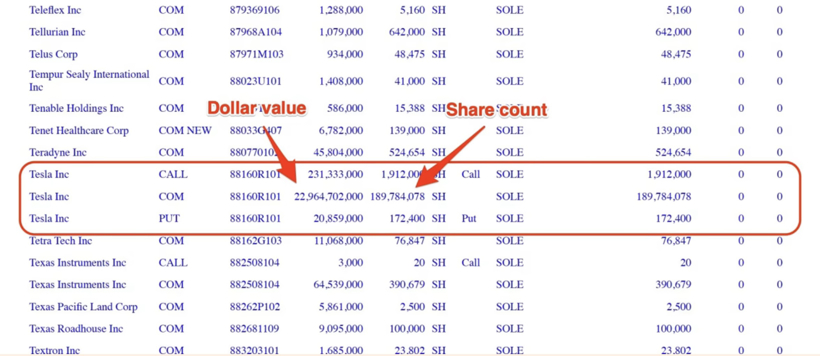 Teleflex Inc COM 879369106 1,288,000 5,160 SH SOLE 5,160 0 0
Tellurian Inc COM 87968A104 1,079,000 642,000 SH SOLE 642,000 0 0
Telus Corp COM 87971M103 934,000 48,475 SH SOLE 48,475 0 0
Tempur Sealy International
Inc COM 88023U101 1,408,000 41,000 SH SOLE 41,000 0 0
Tenable Holdings Inc COM 586,000 15,388 SH 15,388 0 0
Dollar value Share count
Tenet Healthcare Corp COM NEW 88033G407 6,782,000 139,000 SH SOLE 139,000 0 0
Teradyne Inc COM 880770102 45,804,000 524,654 SH SOLE 524,654 0 0
Tesla Inc CALL 88160R101 231,333,000 1,912,000 SH Call SOLE 1,912,000 0 0
Tesla Inc COM 88160R101 22,964,702,000 189,784,078 SH SOLE 189,784,078 0 0
Tesla Inc PUT 88160R101 20,859,000 172,400 SH Put SOLE 172,400 0 0
Tetra Tech Inc COM 88162G103 11,068,000 76,847 SH SOLE 76,847 0 0
Texas Instruments Inc CALL 882508104 3,000 20 SH Call SOLE 20 0 0
Texas Instruments Inc COM 882508104 64,539,000 390,679 SH SOLE 390,679 0 0
Texas Pacific Land Corp COM 88262P102 5,861,000 2,500 SH SOLE 2,500 0 0
Texas Roadhouse Inc COM 882681109 9,095,000 100,000 SH SOLE 100,000 0 0
Textron Inc COM 883203101 1,685,000 23,802 SH SOLE 23,802 0 0